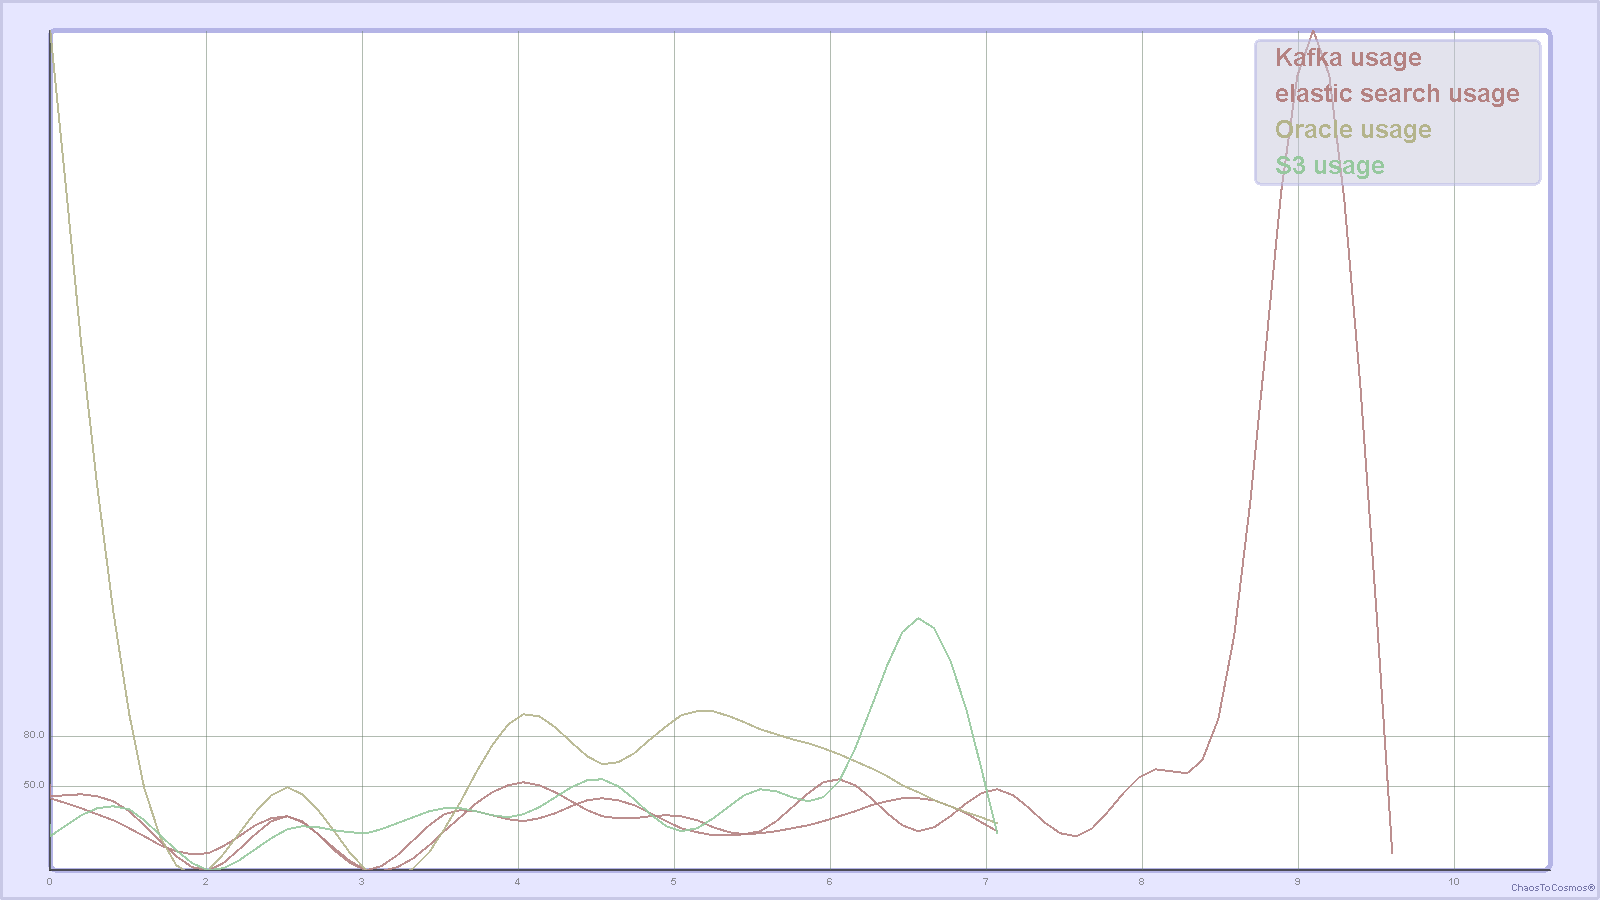 Kafka usage
elastic search usage
Oracle usage
S3 usage
80.0
50.0
0 2 3 4 5 6 7 8 9 10
ChaosToCosmos®